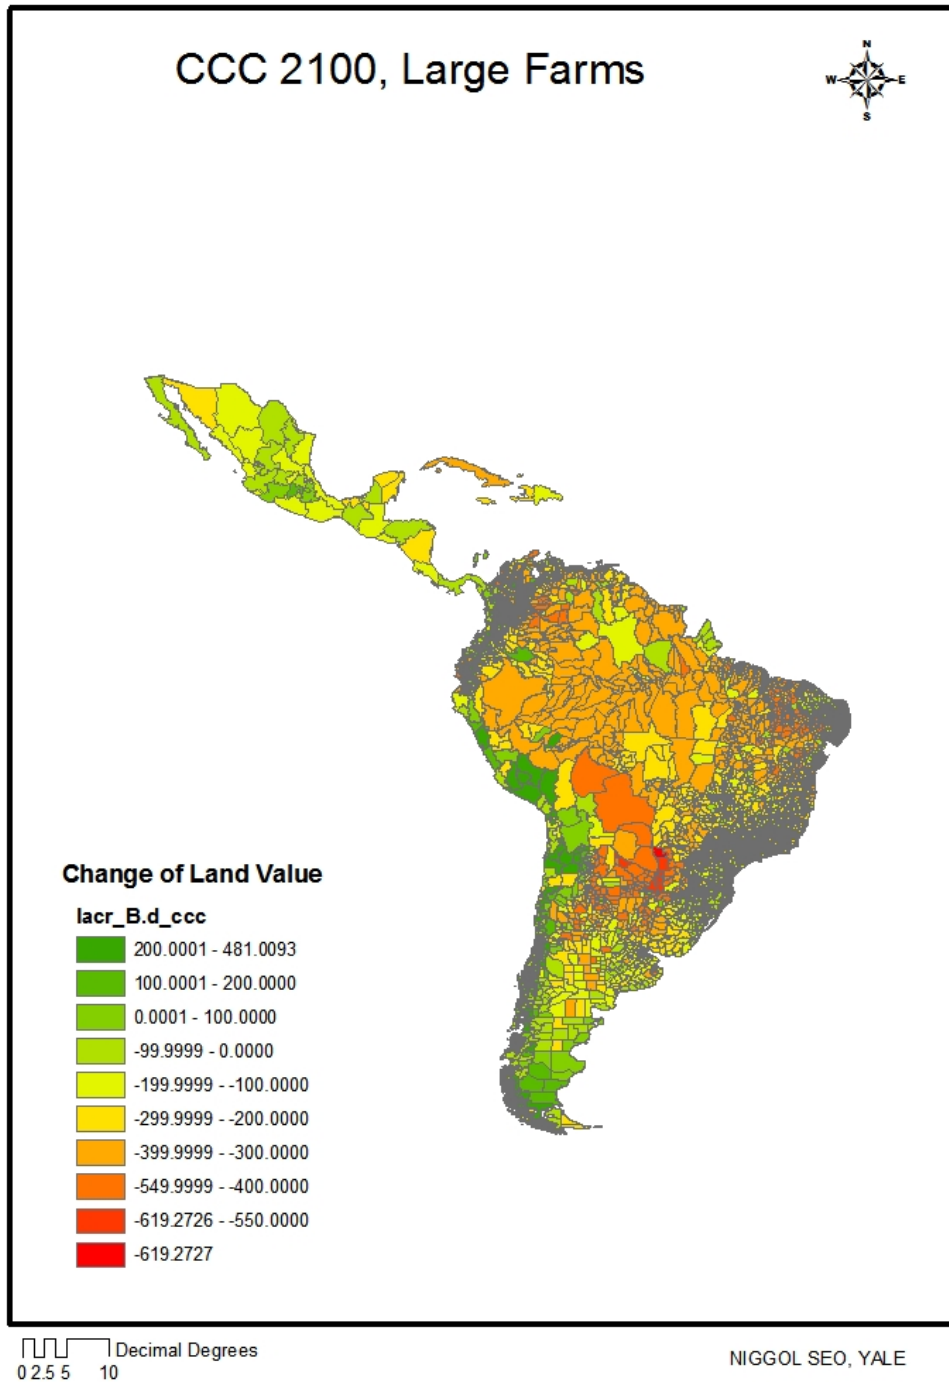 CCC 2100, Large Farms
N
W E
S
Change of Land Value
lacr_B.d_ccc
200.0001 - 481.0093
100.0001 - 200.0000
0.0001 - 100.0000
-99.9999 - 0.0000
-199.9999 - -100.0000
-299.9999 - -200.0000
-399.9999 - -300.0000
-549.9999 - -400.0000
-619.2726 - -550.0000
-619.2727
Decimal Degrees
0 2.5 5 10
NIGGOL SEO, YALE